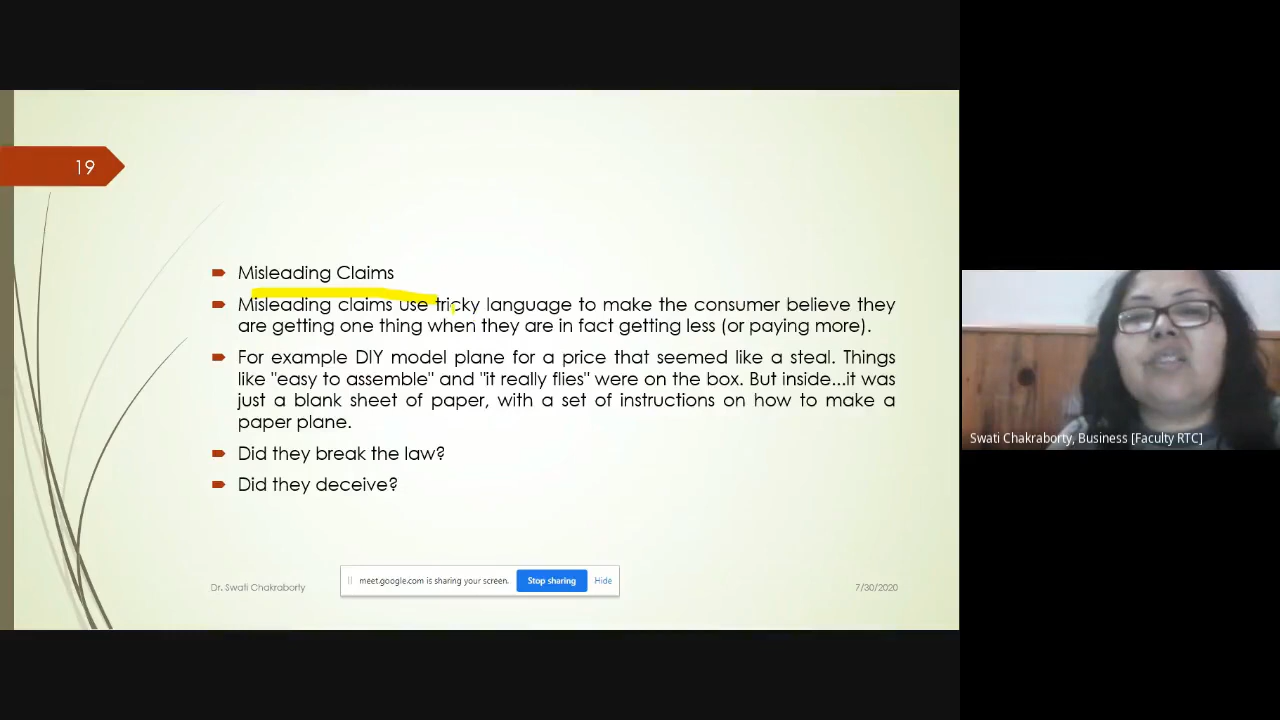 19
Misleading Claims
Misleading claims use tricky language to make the consumer believe they
are getting one thing when they are in fact getting less (or paying more).
For example DIY model plane for a price that seemed like a steal. Things
like "easy to assemble" and "it really flies" were on the box. But inside...it was
just a blank sheet of paper, with a set of instructions on how to make a
paper plane.
Did they break the law?
Did they deceive?
Dr. Swati Chakraborty
meet.google.com is sharing your screen.
Stop sharing
Hide
7/30/2020
Swati Chakraborty, Business [Faculty RTC]